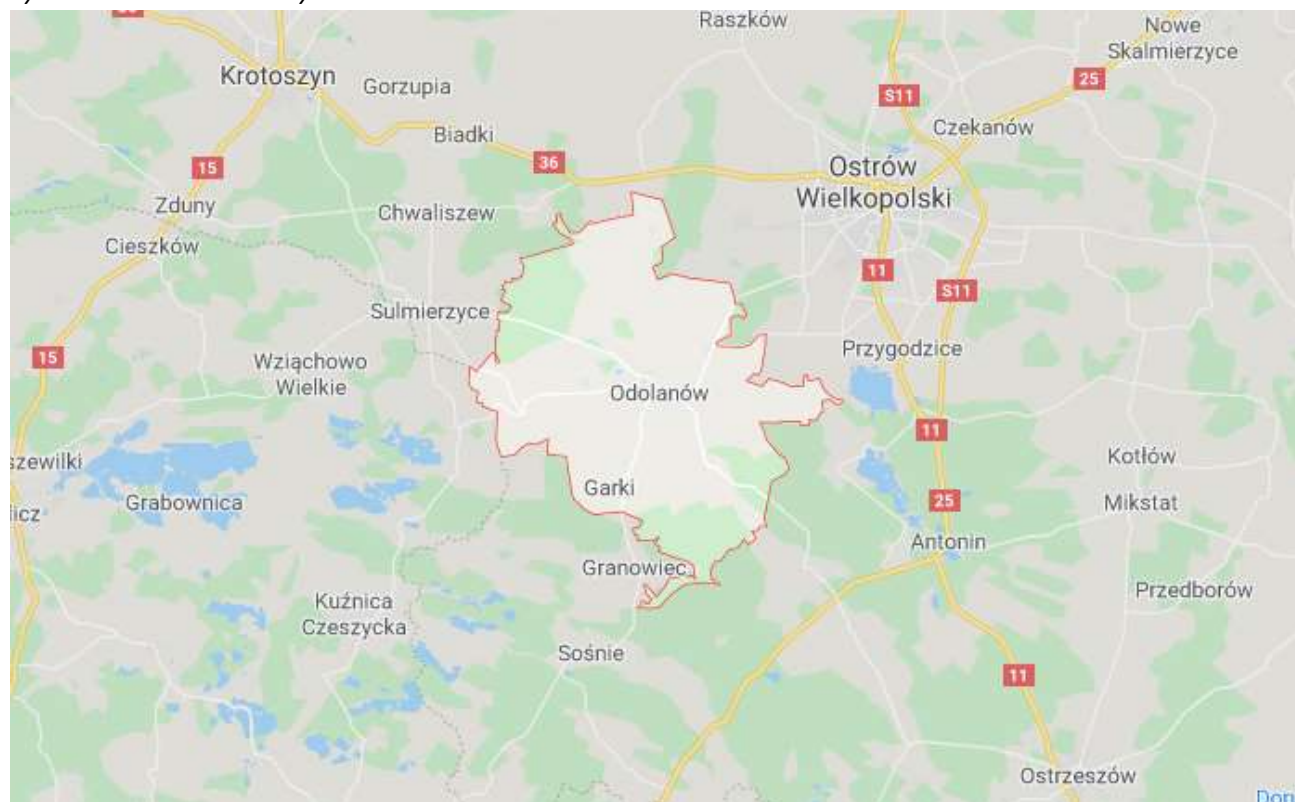 Raszków
Nowe
Skalmierzyce
Krotoszyn
Gorzupia
25
S11
Biadki
Czekanów
36
15
Ostrów
Wielkopolski
Zduny
Chwaliszew
Cieszków
11
S11
Sulmierzyce
15
Wziąchowo
Wielkie
Przygodzice
Odolanów
11
szewilki
Kotłów
Grabownica
Garki
25
Mikstat
icz
Antonin
Granowiec
Przedborów
Kuźnica
Czeszycka
Sośnie
11
Ostrzeszów